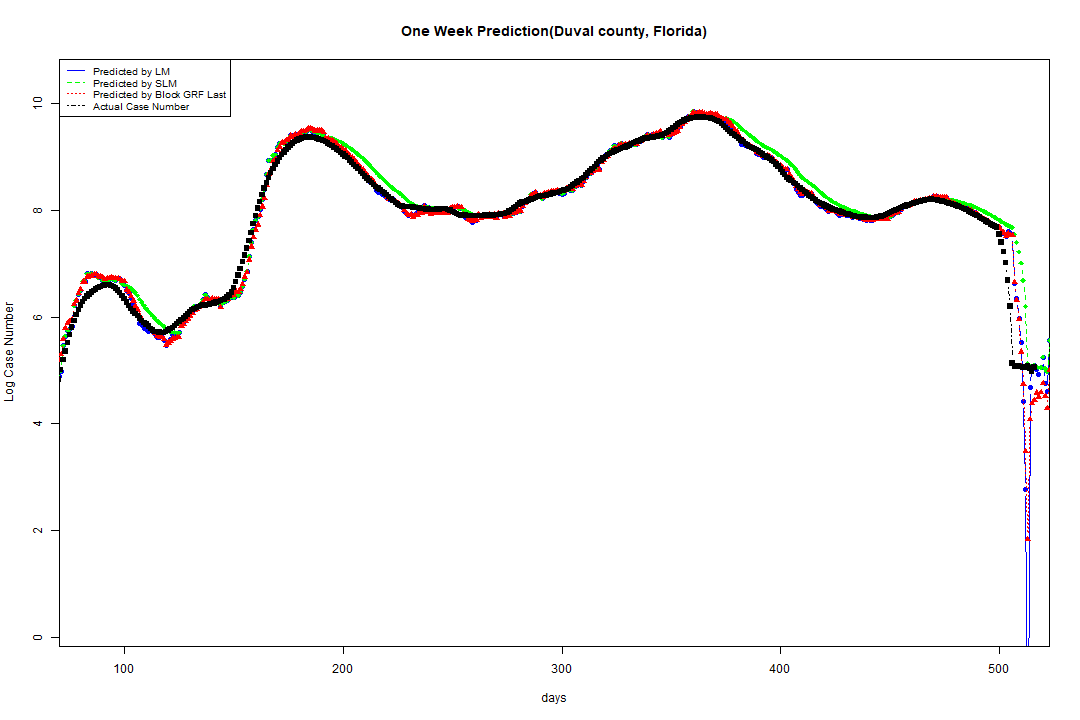 One Week Prediction(Duval county, Florida)
Predicted by LM
Predicted by SLM
Predicted by Block GRF Last
Actual Case Number
10
8
6
4
2
0
Log Case Number
100 200 300 400 500
days